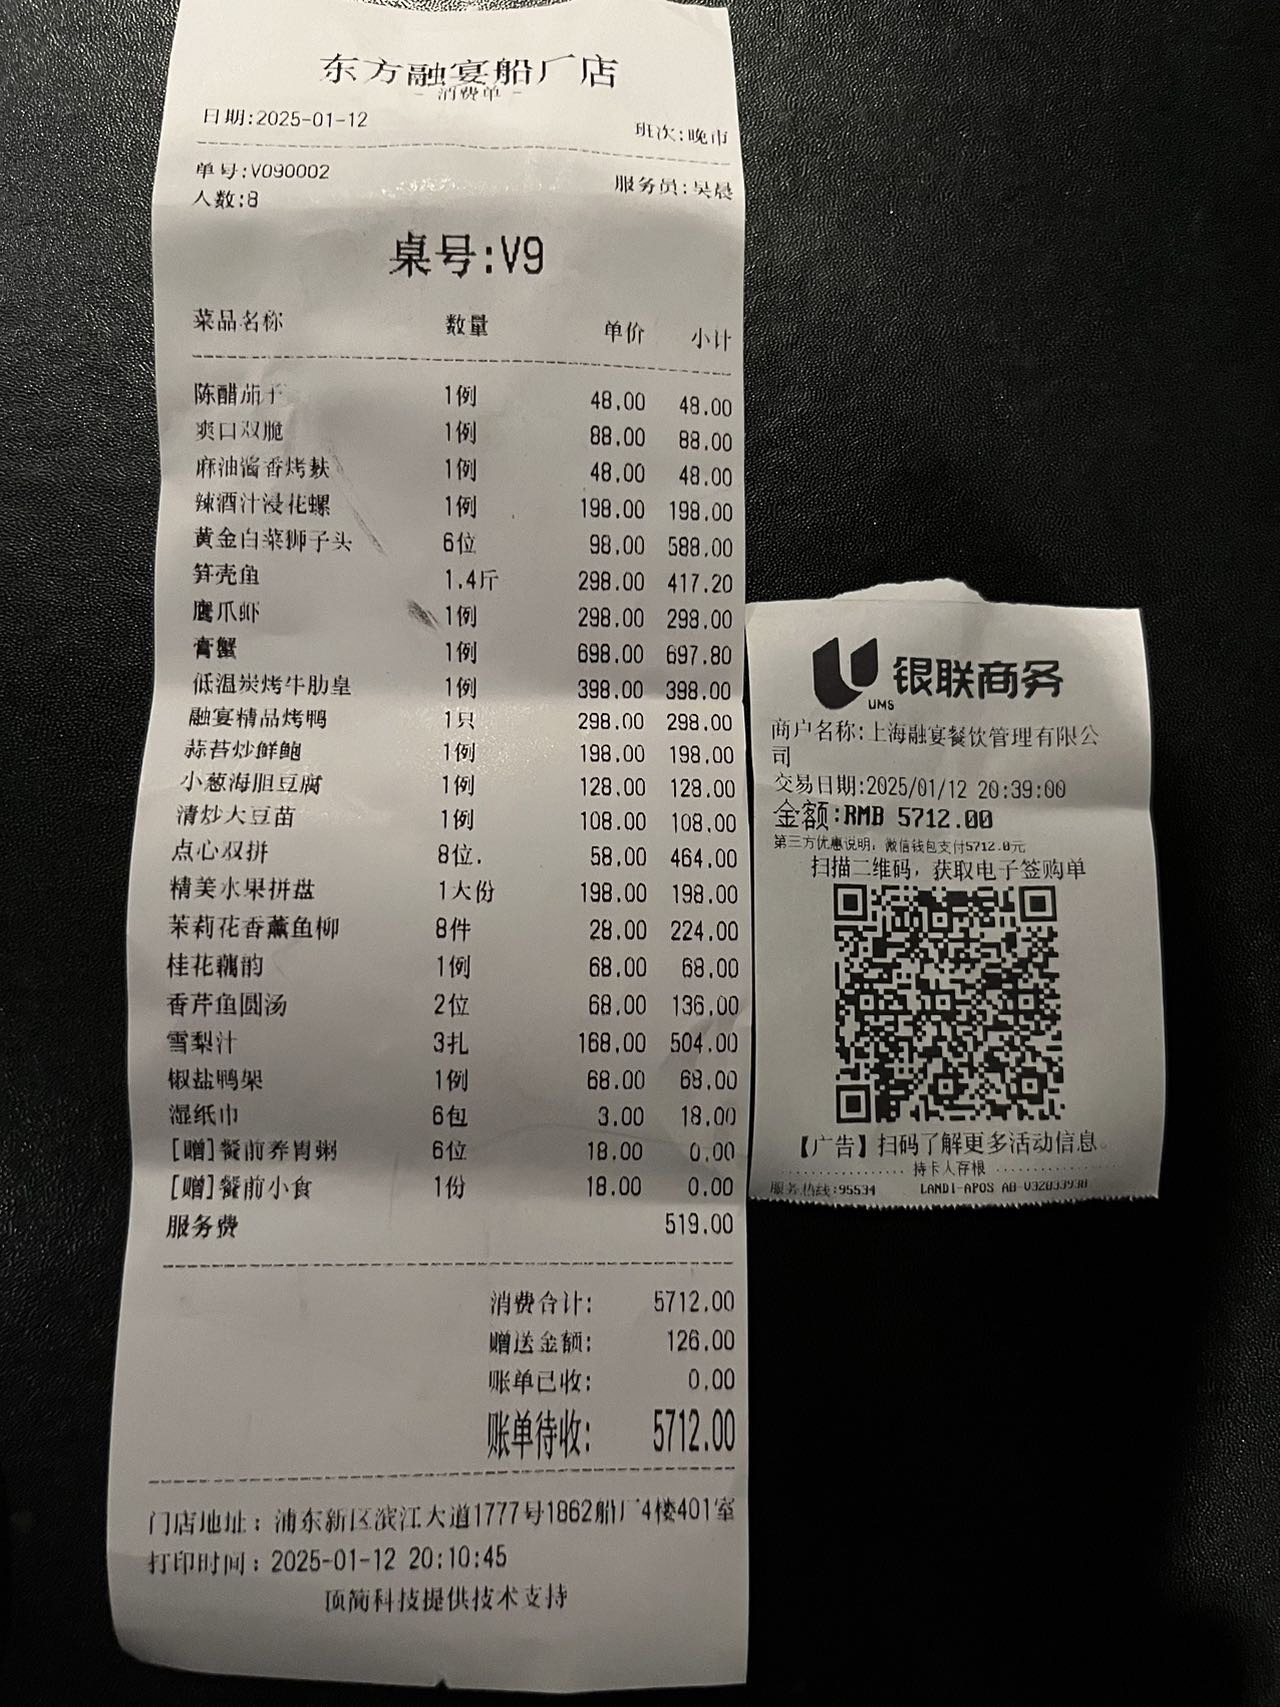 东方融宴船厂店
- 消费单 -
日期:2025-01-12 班次:晚市
单号:V090002 服务员:吴晨
人数:8
桌号:V9
菜品名称 数量 单价 小计
陈醋茄子 1例 48.00 48.00
爽口双脆 1例 88.00 88.00
麻油酱香烤麸 1例 48.00 48.00
辣酒汁浸花螺 1例 198.00 198.00
黄金白菜狮子头 6位 98.00 588.00
笋壳鱼 1.4斤 298.00 417.20
鹰爪虾 1例 298.00 298.00
膏蟹 1例 698.00 697.80
低温炭烤牛肋皇 1例 398.00 398.00
融宴精品烤鸭 1只 298.00 298.00
蒜苔炒鲜鲍 1例 198.00 198.00
小葱海胆豆腐 1例 128.00 128.00
清炒大豆苗 1例 108.00 108.00
点心双拼 8位. 58.00 464.00
精美水果拼盘 1大份 198.00 198.00
茉莉花香薰鱼柳 8件 28.00 224.00
桂花藕韵 1例 68.00 68.00
香芹鱼圆汤 2位 68.00 136.00
雪梨汁 3扎 168.00 504.00
椒盐鸭架 1例 68.00 68.00
湿纸巾 6包 3.00 18.00
[赠]餐前养胃粥 6位 18.00 0.00
[赠]餐前小食 1份 18.00 0.00
服务费 519.00
消费合计: 5712.00
赠送金额: 126.00
账单已收: 0.00
账单待收: 5712.00
门店地址：浦东新区滨江大道1777号1862船厂4楼401室
打印时间：2025-01-12 20:10:45
顶简科技提供技术支持
银联商务
UMS
商户名称:上海融宴餐饮管理有限公
司
交易日期:2025/01/12 20:39:00
金额:RMB 5712.00
第三方优惠说明: 微信钱包支付5712.0元
扫描二维码，获取电子签购单
【广告】扫码了解更多活动信息。
持卡人存根
服务热线:95534 LANDI-APOS A8-V32033930